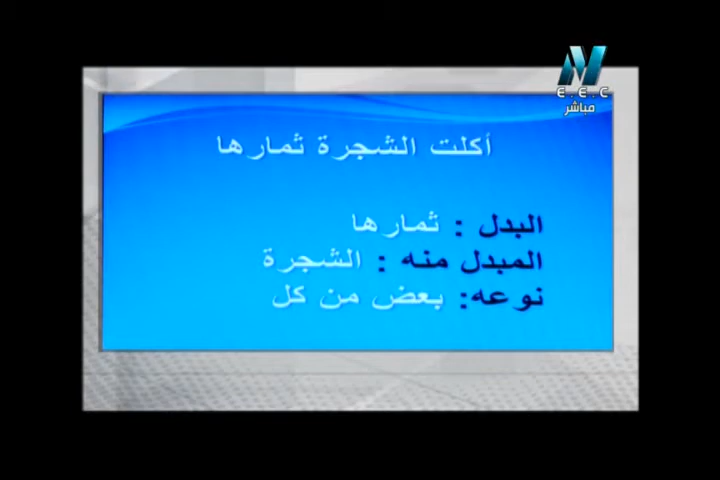 E.E.C
مباشر
أكلت الشجرة ثمارها
البدل : ثمارها
المبدل منه : الشجرة
نوعه: بعض من كل